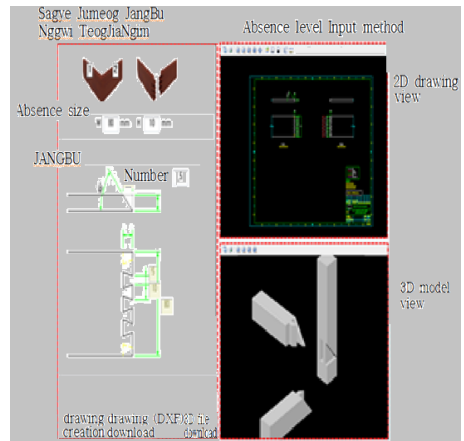 Sagye Jumeog JangBu
Nggwi TeogJiaNgim
Absence level Input method
2D drawing
view
Absence size
JANGBU
Number
3D model
view
drawing drawing (DXF)
creation download